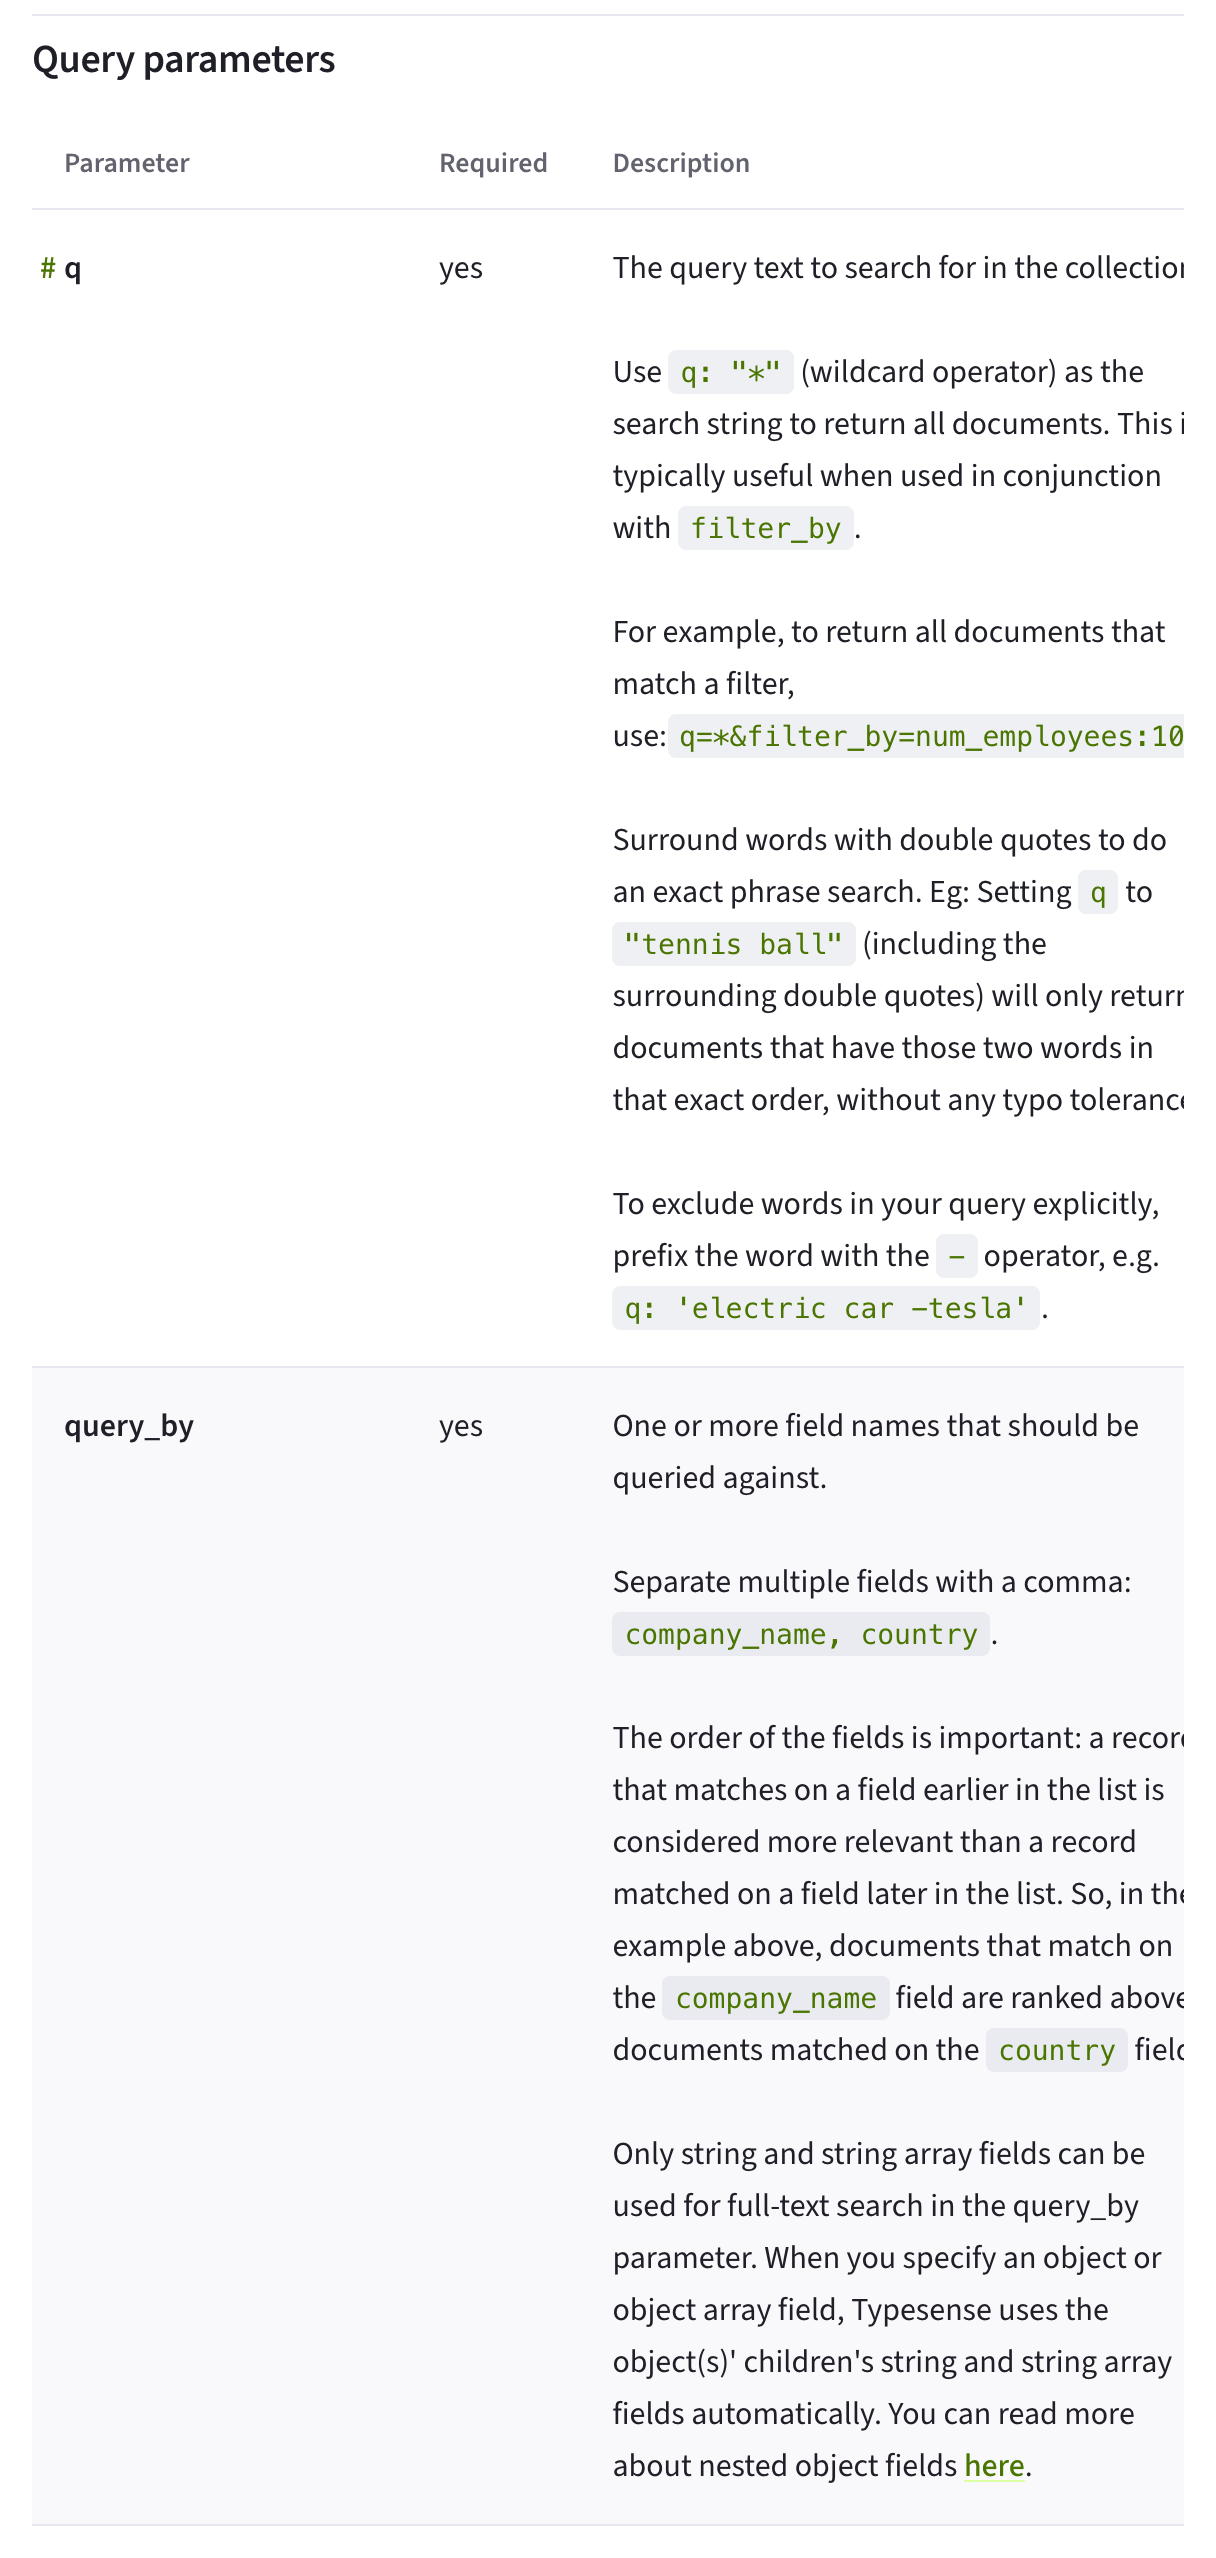 Query parameters
Parameter Required Description
# q yes The query text to search for in the collection
Use q: "*" (wildcard operator) as the
search string to return all documents. This i
typically useful when used in conjunction
with filter_by.
For example, to return all documents that
match a filter,
use: q=*&filter_by=num_employees:10
Surround words with double quotes to do
an exact phrase search. Eg: Setting q to
"tennis ball" (including the
surrounding double quotes) will only return
documents that have those two words in
that exact order, without any typo tolerance
To exclude words in your query explicitly,
prefix the word with the - operator, e.g.
q: 'electric car -tesla'.
query_by yes One or more field names that should be
queried against.
Separate multiple fields with a comma:
company_name, country.
The order of the fields is important: a record
that matches on a field earlier in the list is
considered more relevant than a record
matched on a field later in the list. So, in the
example above, documents that match on
the company_name field are ranked above
documents matched on the country field
Only string and string array fields can be
used for full-text search in the query_by
parameter. When you specify an object or
object array field, Typesense uses the
object(s)' children's string and string array
fields automatically. You can read more
about nested object fields here.